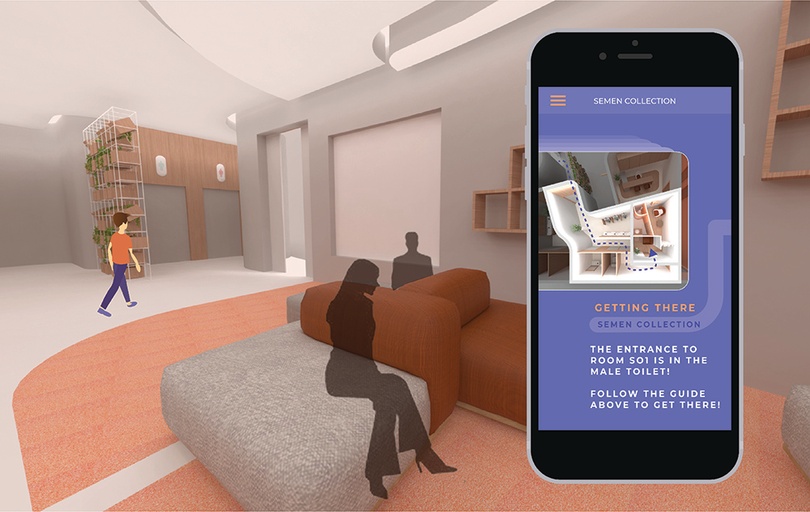 SEMEN COLLECTION
GETTING THERE
SEMEN COLLECTION
THE ENTRANCE TO
ROOM S01 IS IN THE
MALE TOILET!
FOLLOW THE GUIDE
ABOVE TO GET THERE!